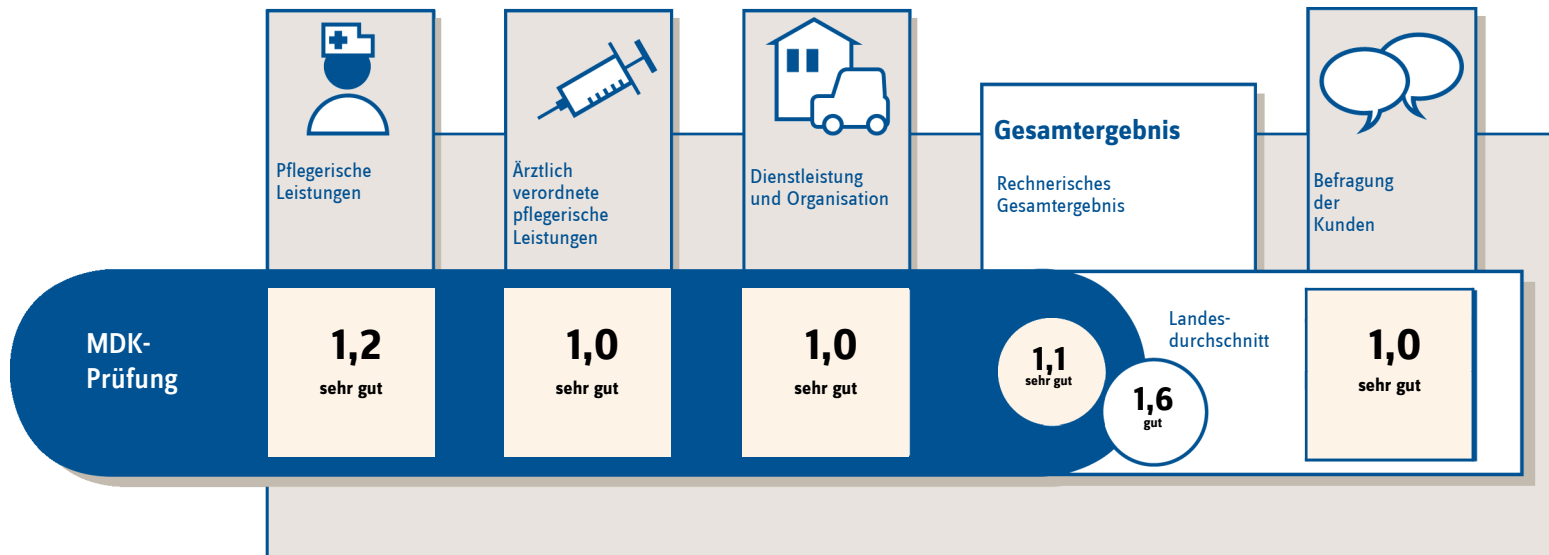 Pflegerische
Leistungen
Ärztlich
verordnete
pflegerische
Leistungen
Dienstleistung
und Organisation
Gesamtergebnis
Rechnerisches
Gesamtergebnis
Befragung
der
Kunden
MDK-
Prüfung
1,2
sehr gut
1,0
sehr gut
1,0
sehr gut
1,1
sehr gut
Landes-
durchschnitt
1,6
gut
1,0
sehr gut